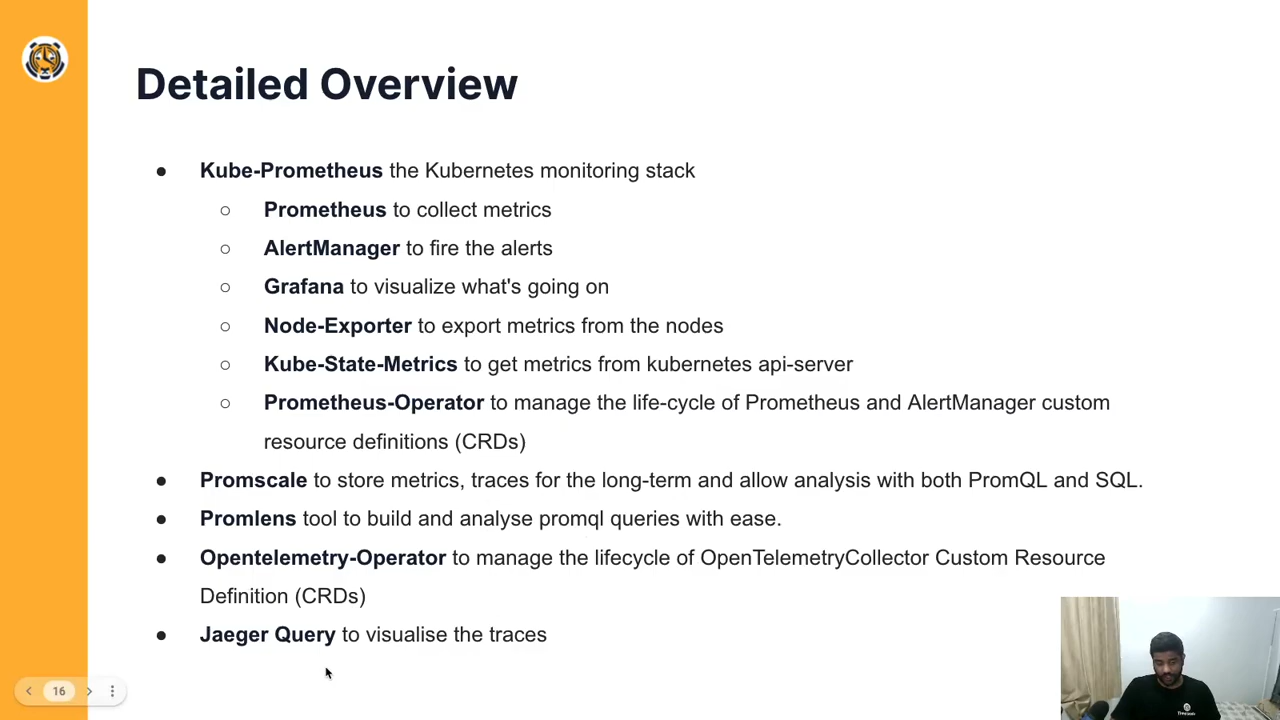 Detailed Overview
● Kube-Prometheus the Kubernetes monitoring stack
○ Prometheus to collect metrics
○ AlertManager to fire the alerts
○ Grafana to visualize what's going on
○ Node-Exporter to export metrics from the nodes
○ Kube-State-Metrics to get metrics from kubernetes api-server
○ Prometheus-Operator to manage the life-cycle of Prometheus and AlertManager custom
resource definitions (CRDs)
● Promscale to store metrics, traces for the long-term and allow analysis with both PromQL and SQL.
● Promlens tool to build and analyse promql queries with ease.
● Opentelemetry-Operator to manage the lifecycle of OpenTelemetryCollector Custom Resource
Definition (CRDs)
● Jaeger Query to visualise the traces
16